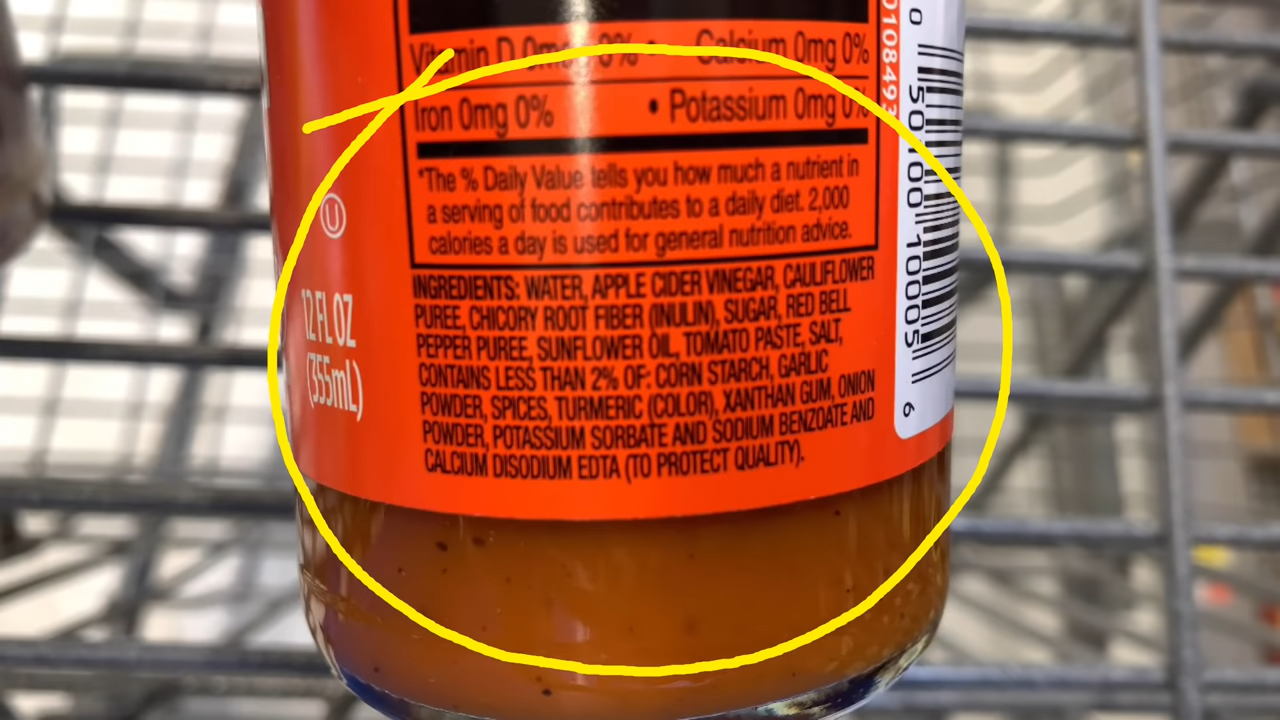 Vitamin D 0mg 0% • Calcium 0mg 0%
Iron 0mg 0% • Potassium 0mg 0%
*The % Daily Value tells you how much a nutrient in
a serving of food contributes to a daily diet. 2,000
calories a day is used for general nutrition advice.
INGREDIENTS: WATER, APPLE CIDER VINEGAR, CAULIFLOWER
PUREE, CHICORY ROOT FIBER (INULIN), SUGAR, RED BELL
PEPPER PUREE, SUNFLOWER OIL, TOMATO PASTE, SALT,
CONTAINS LESS THAN 2% OF: CORN STARCH, GARLIC
POWDER, SPICES, TURMERIC (COLOR), XANTHAN GUM, ONION
POWDER, POTASSIUM SORBATE AND SODIUM BENZOATE AND
CALCIUM DISODIUM EDTA (TO PROTECT QUALITY).
U
12 FL OZ
(355mL)
0 50100 10005 6